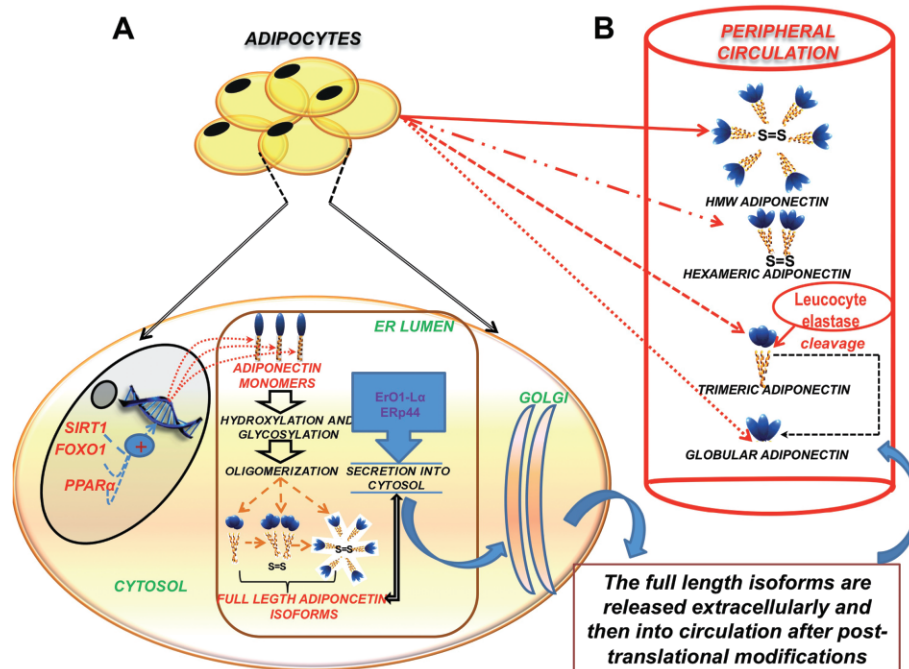 A
ADIPOCYTES
B
PERIPHERAL
CIRCULATION
S=S
HMW ADIPONECTIN
S=S
HEXAMERIC ADIPONECTIN
Leucocyte
elastase
cleavage
TRIMERIC ADIPONECTIN
GLOBULAR ADIPONECTIN
ER LUMEN
ADIPONECTIN
MONOMERS
HYDROXYLATION AND
GLYCOSYLATION
OLIGOMERIZATION
S=S
S=S
FULL LEGTH ADIPONCETIN
ISOFORMS
ErO1-Lα
ERp44
SECRETION INTO
CYTOSOL
GOLGI
SIRT1
FOXO1
+
PPARα
CYTOSOL
The full length isoforms are
released extracellularly and
then into circulation after post-
translational modifications